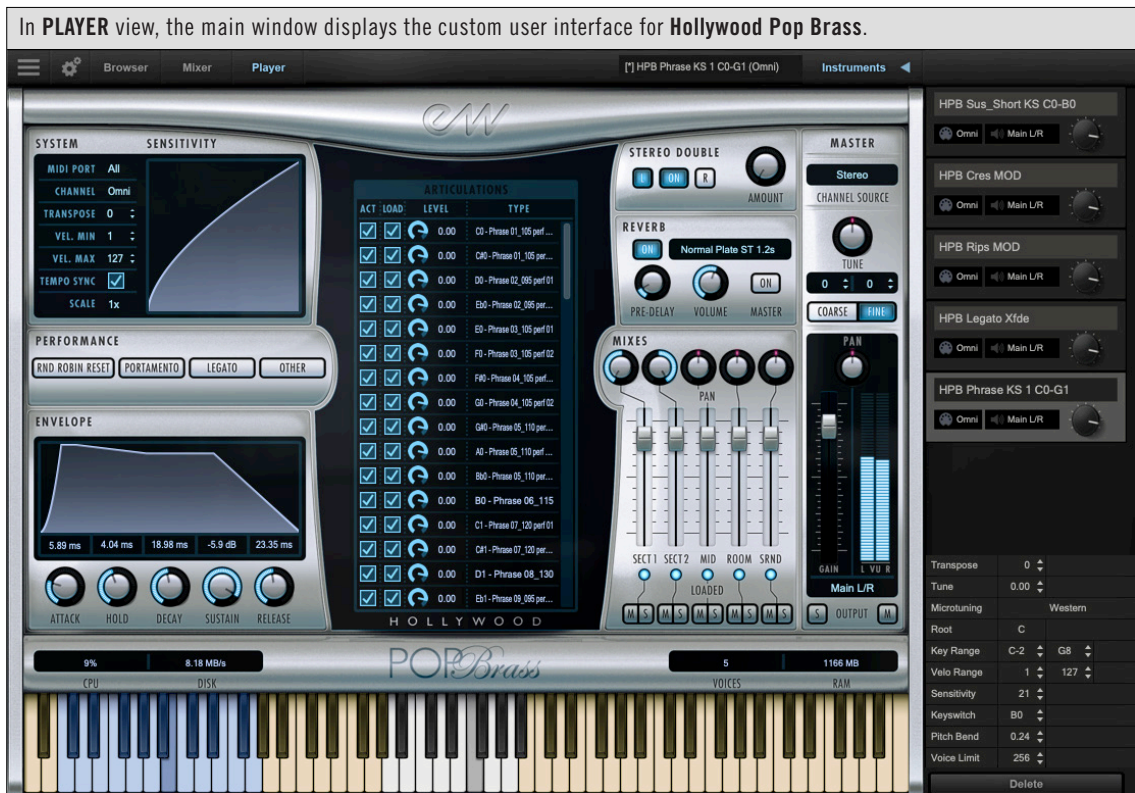 In PLAYER view, the main window displays the custom user interface for Hollywood Pop Brass.
Browser Mixer Player [*] HPB Phrase KS 1 C0-G1 (Omni) Instruments
SYSTEM SENSITIVITY
MIDI PORT All
CHANNEL Omni
TRANSPOSE 0
VEL. MIN 1
VEL. MAX 127
TEMPO SYNC
SCALE 1x
PERFORMANCE
RND ROBIN RESET PORTAMENTO LEGATO OTHER
ENVELOPE
5.89 ms 4.04 ms 18.98 ms -5.9 dB 23.35 ms
ATTACK HOLD DECAY SUSTAIN RELEASE
EW
ARTICULATIONS
ACT LOAD LEVEL TYPE
0.00 C0 - Phrase 01_105 perf ...
0.00 C#0 - Phrase 01_105 per...
0.00 D0 - Phrase 02_095 perf 01
0.00 Eb0 - Phrase 02_095 per...
0.00 E0 - Phrase 03_105 perf 01
0.00 F0 - Phrase 03_105 perf 02
0.00 F#0 - Phrase 04_105 perf...
0.00 G0 - Phrase 04_105 perf 02
0.00 G#0 - Phrase 05_110 per...
0.00 A0 - Phrase 05_110 perf ...
0.00 Bb0 - Phrase 05_110 per...
0.00 B0 - Phrase 06_115
0.00 C1 - Phrase 07_120 perf 01
0.00 C#1 - Phrase 07_120 per...
0.00 D1 - Phrase 08_130
0.00 Eb1 - Phrase 09_095 per...
HOLLYWOOD
POP Brass
STEREO DOUBLE
L ON R
AMOUNT
REVERB
ON Normal Plate ST 1.2s
ON
PRE-DELAY VOLUME MASTER
MIXES
PAN
SECT1 SECT2 MID ROOM SRND
LOADED
M S M S M S M S M S
MASTER
Stereo
CHANNEL SOURCE
TUNE
0 0
COARSE FINE
PAN
GAIN L VU R
Main L/R
S OUTPUT M
9% 8.18 MB/s
CPU DISK
5 1166 MB
VOICES RAM
HPB Sus_Short KS C0-B0
Omni Main L/R
HPB Cres MOD
Omni Main L/R
HPB Rips MOD
Omni Main L/R
HPB Legato Xfde
Omni Main L/R
HPB Phrase KS 1 C0-G1
Omni Main L/R
Transpose 0
Tune 0.00
Microtuning Western
Root C
Key Range C-2 G8
Velo Range 1 127
Sensitivity 21
Keyswitch B0
Pitch Bend 0.24
Voice Limit 256
Delete